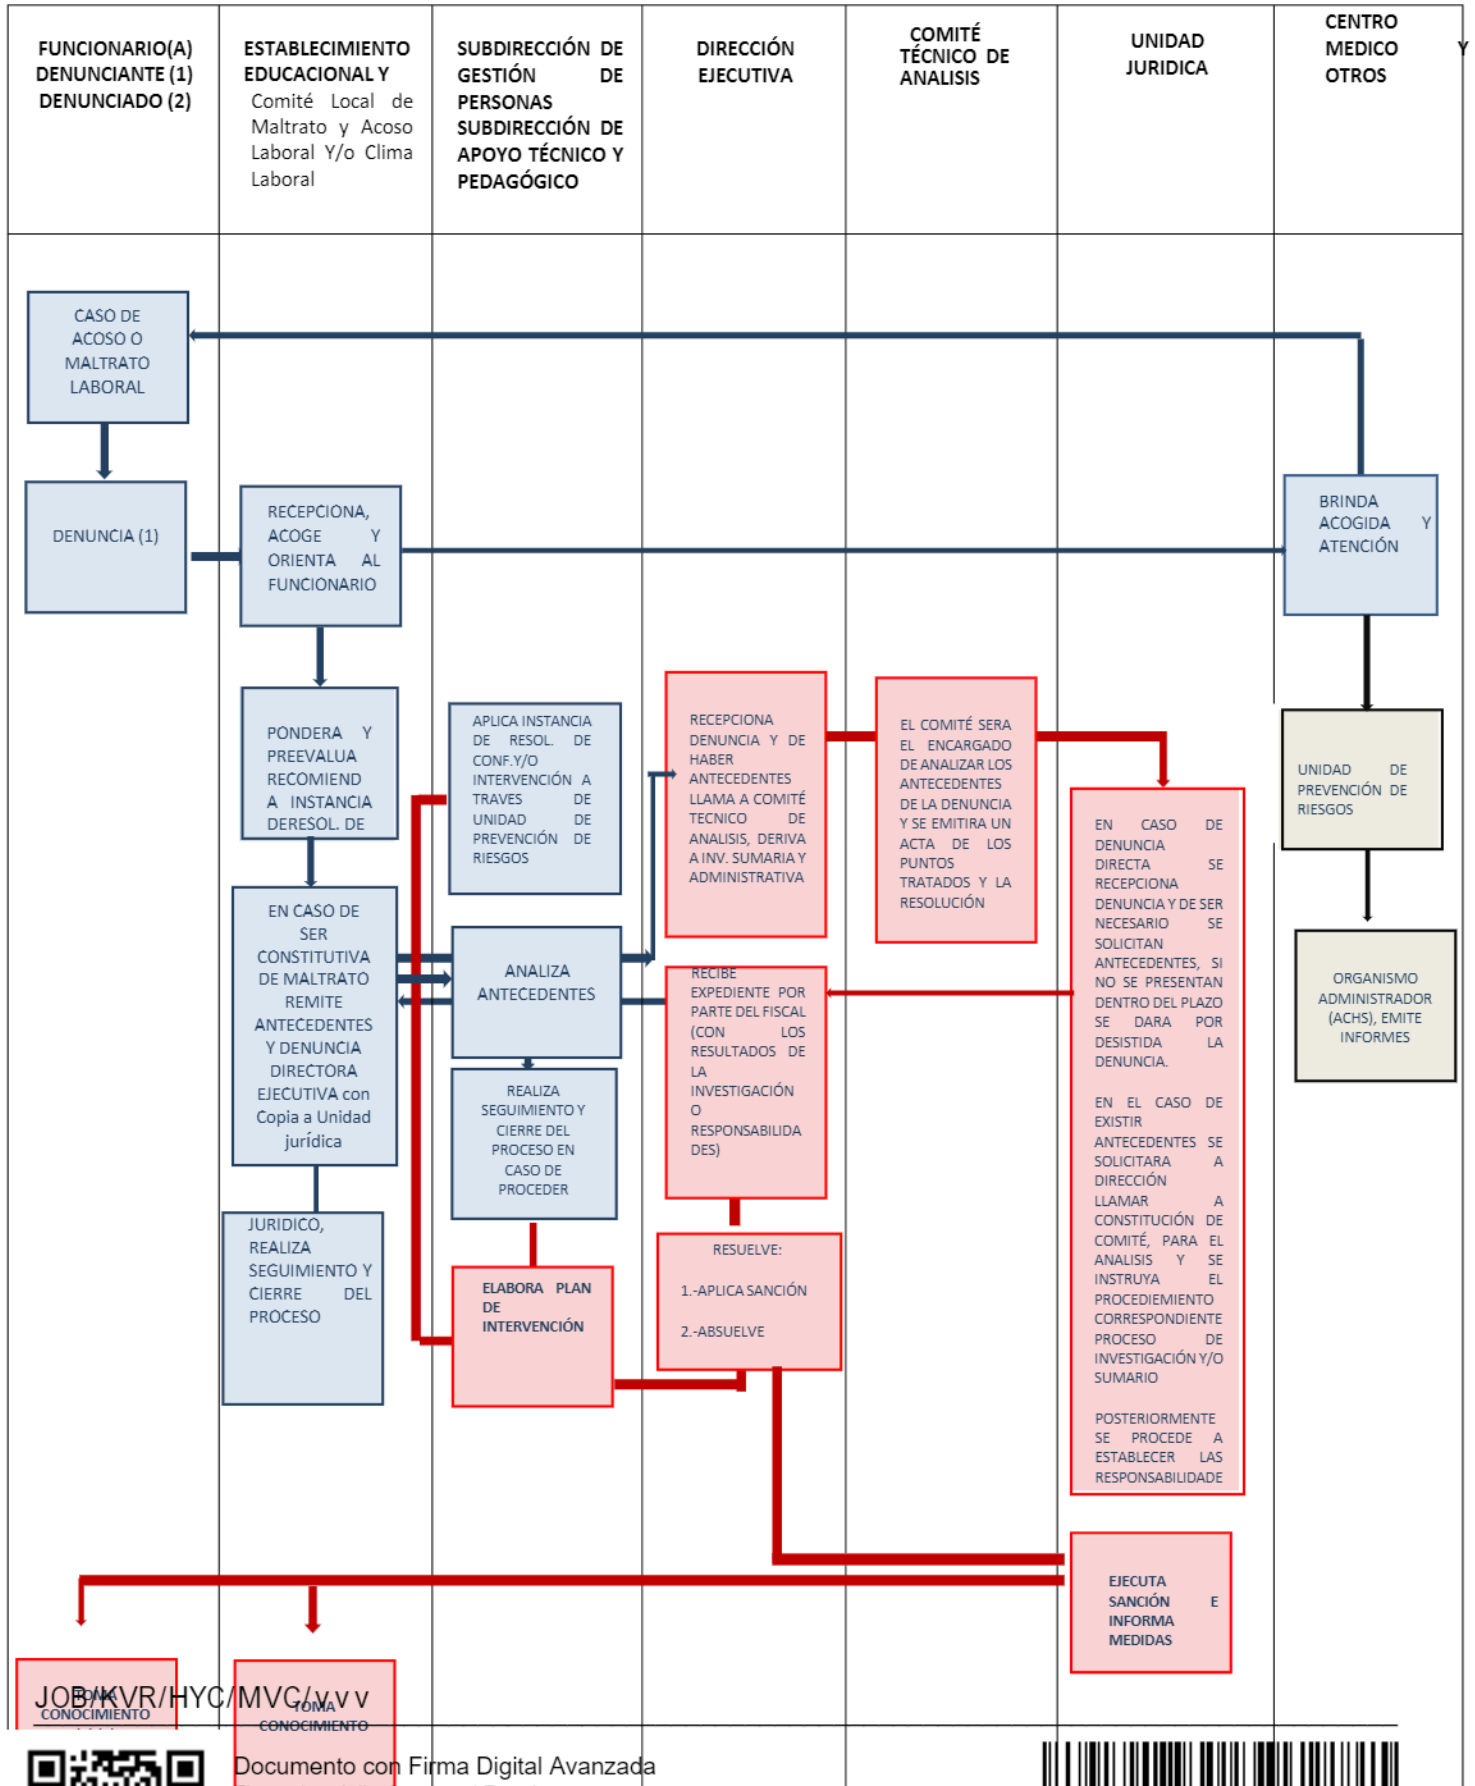 FUNCIONARIO(A)
DENUNCIANTE (1)
DENUNCIADO (2)
ESTABLECIMIENTO
EDUCACIONAL Y
Comité Local de
Maltrato y Acoso
Laboral Y/o Clima
Laboral
SUBDIRECCIÓN DE
GESTIÓN DE
PERSONAS
SUBDIRECCIÓN DE
APOYO TÉCNICO Y
PEDAGÓGICO
DIRECCIÓN
EJECUTIVA
COMITÉ
TÉCNICO DE
ANALISIS
UNIDAD
JURIDICA
CENTRO
MEDICO Y
OTROS
CASO DE
ACOSO O
MALTRATO
LABORAL
DENUNCIA (1)
RECEPCIONA,
ACOGE Y
ORIENTA AL
FUNCIONARIO
BRINDA
ACOGIDA Y
ATENCIÓN
PONDERA Y
PREEVALUA
RECOMIEND
A INSTANCIA
DERESOL. DE
APLICA INSTANCIA
DE RESOL. DE
CONF.Y/O
INTERVENCIÓN A
TRAVES DE
UNIDAD DE
PREVENCIÓN DE
RIESGOS
RECEPCIONA
DENUNCIA Y DE
HABER
ANTECEDENTES
LLAMA A COMITÉ
TECNICO DE
ANALISIS, DERIVA
A INV. SUMARIA Y
ADMINISTRATIVA
EL COMITÉ SERA
EL ENCARGADO
DE ANALIZAR LOS
ANTECEDENTES
DE LA DENUNCIA
Y SE EMITIRA UN
ACTA DE LOS
PUNTOS
TRATADOS Y LA
RESOLUCIÓN
EN CASO DE
DENUNCIA
DIRECTA SE
RECEPCIONA
DENUNCIA Y DE SER
NECESARIO SE
SOLICITAN
ANTECEDENTES, SI
NO SE PRESENTAN
DENTRO DEL PLAZO
SE DARA POR
DESISTIDA LA
DENUNCIA.
EN EL CASO DE
EXISTIR
ANTECEDENTES SE
SOLICITARA A
DIRECCIÓN
LLAMAR A
CONSTITUCIÓN DE
COMITÉ, PARA EL
ANALISIS Y SE
INSTRUYA EL
PROCEDIEMIENTO
CORRESPONDIENTE
PROCESO DE
INVESTIGACIÓN Y/O
SUMARIO
POSTERIORMENTE
SE PROCEDE A
ESTABLECER LAS
RESPONSABILIDADE
UNIDAD DE
PREVENCIÓN DE
RIESGOS
ORGANISMO
ADMINISTRADOR
(ACHS), EMITE
INFORMES
EN CASO DE
SER
CONSTITUTIVA
DE MALTRATO
REMITE
ANTECEDENTES
Y DENUNCIA
DIRECTORA
EJECUTIVA con
Copia a Unidad
jurídica
ANALIZA
ANTECEDENTES
RECIBE
EXPEDIENTE POR
PARTE DEL FISCAL
(CON LOS
RESULTADOS DE
LA
INVESTIGACIÓN
O
RESPONSABILIDA
DES)
REALIZA
SEGUIMIENTO Y
CIERRE DEL
PROCESO EN
CASO DE
PROCEDER
JURIDICO,
REALIZA
SEGUIMIENTO Y
CIERRE DEL
PROCESO
ELABORA PLAN
DE
INTERVENCIÓN
RESUELVE:
1.-APLICA SANCIÓN
2.-ABSUELVE
EJECUTA
SANCIÓN E
INFORMA
MEDIDAS
TOMA
CONOCIMIENTO
TOMA
CONOCIMIENTO
JOB/KVR/HYC/MVC/v v v
Documento con Firma Digital Avanzada